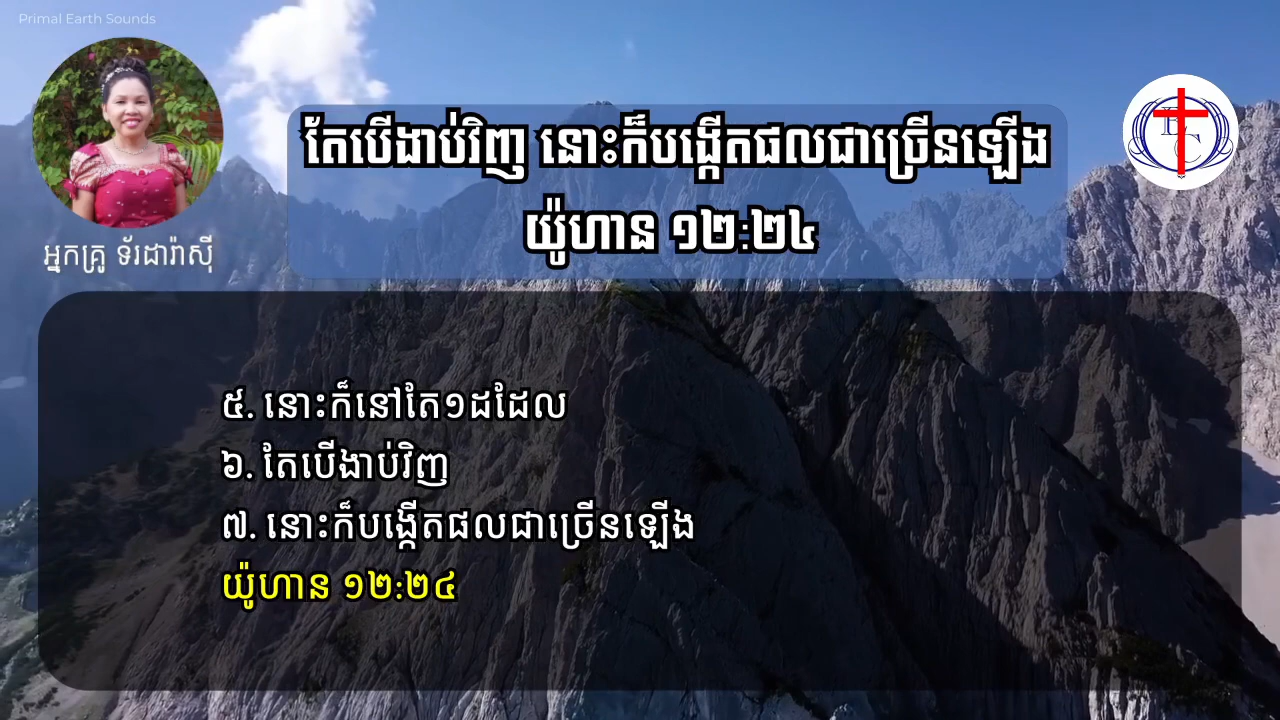 Primal Earth Sounds
តែបើងាប់វិញ នោះក៏បង្កើតផលជាច្រើនឡើង
យ៉ូហាន ១២:២៤
អ្នកគ្រូ ទ័រដារ៉ាស៊ី
៥. នោះក៏នៅតែ១ដដែល
៦. តែបើងាប់វិញ
៧. នោះក៏បង្កើតផលជាច្រើនឡើង
យ៉ូហាន ១២:២៤